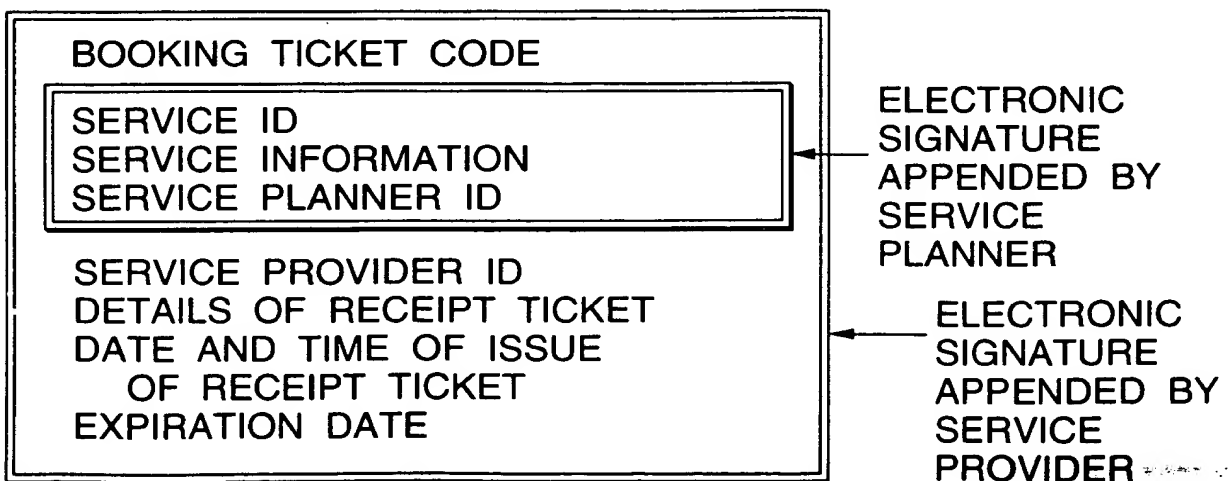 BOOKING TICKET CODE
SERVICE ID
SERVICE INFORMATION
SERVICE PLANNER ID
SERVICE PROVIDER ID
DETAILS OF RECEIPT TICKET
DATE AND TIME OF ISSUE
OF RECEIPT TICKET
EXPIRATION DATE
ELECTRONIC
SIGNATURE
APPENDED BY
SERVICE
PLANNER
ELECTRONIC
SIGNATURE
APPENDED BY
SERVICE
PROVIDER